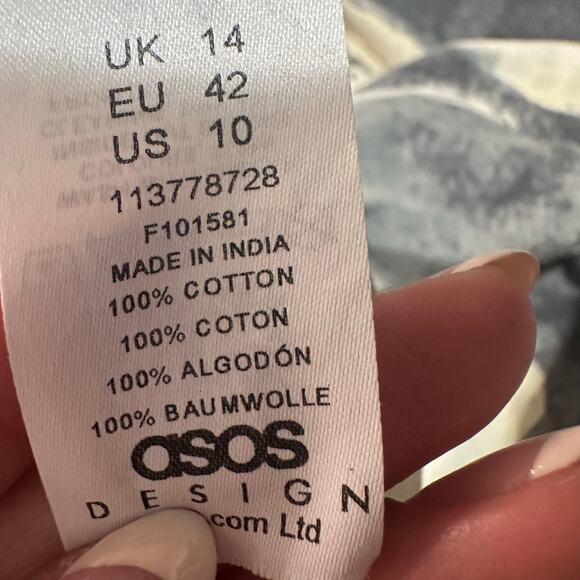 UK 14
EU 42
US 10
113778728
F101581
MADE IN INDIA
100% COTTON
100% COTON
100% ALGODÓN
100% BAUMWOLLE
asos
DESIGN
.com Ltd